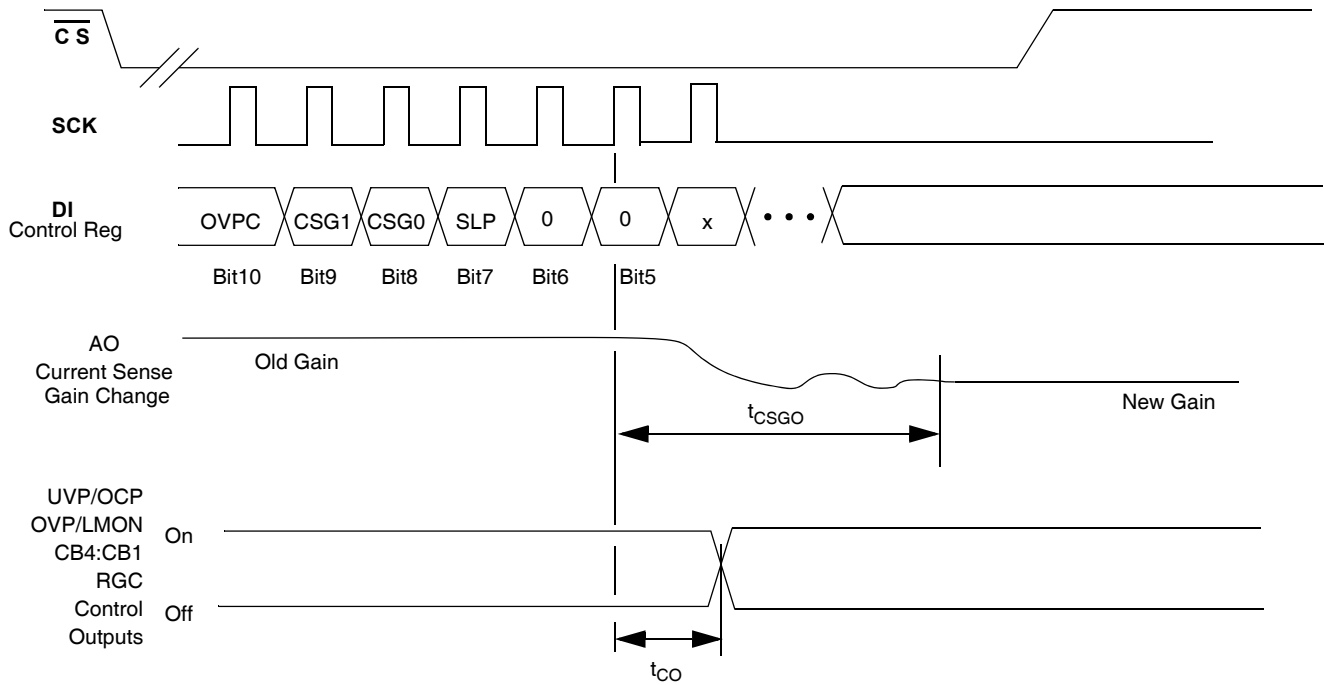 C S
SCK
DI
Control Reg
OVPC CSG1 CSG0 SLP 0 0 x • • •
Bit10 Bit9 Bit8 Bit7 Bit6 Bit5
AO
Current Sense
Gain Change
Old Gain
New Gain
tCSGO
UVP/OCP
OVP/LMON
CB4:CB1
RGC
Control
Outputs
On
Off
tCO